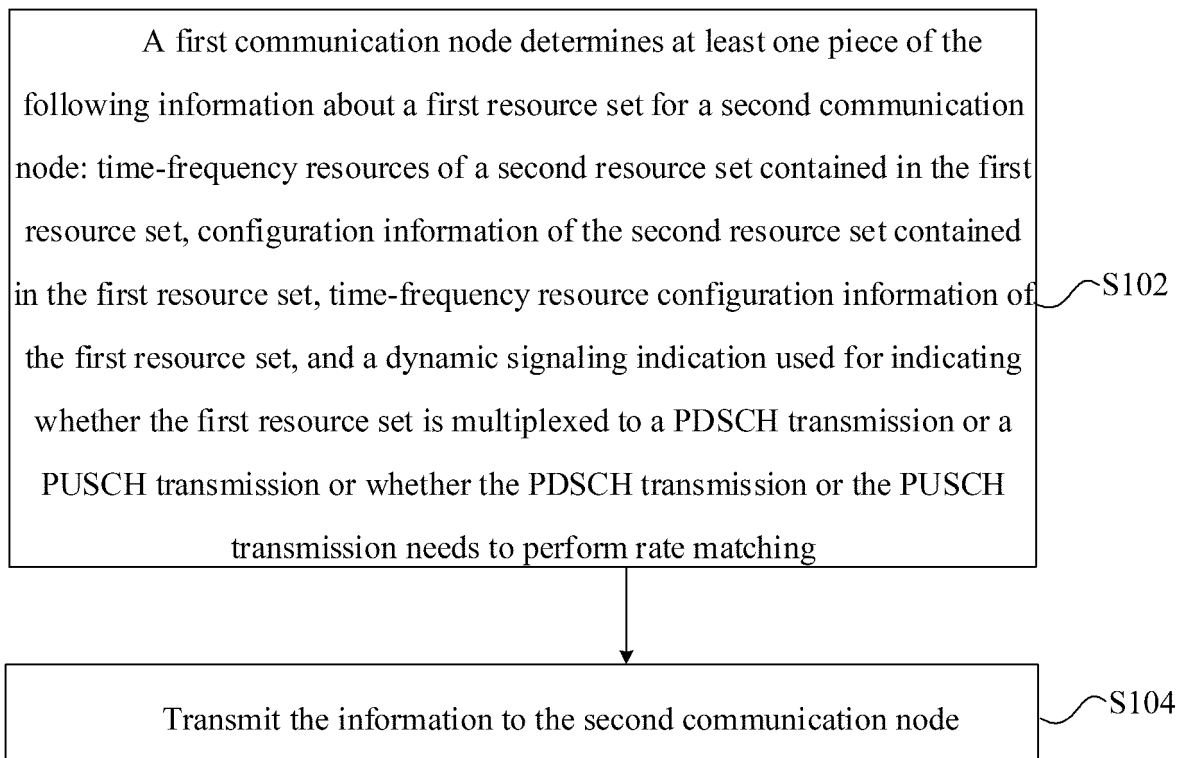 A first communication node determines at least one piece of the
following information about a first resource set for a second communication
node: time-frequency resources of a second resource set contained in the first
resource set, configuration information of the second resource set contained
in the first resource set, time-frequency resource configuration information of
the first resource set, and a dynamic signaling indication used for indicating
whether the first resource set is multiplexed to a PDSCH transmission or a
PUSCH transmission or whether the PDSCH transmission or the PUSCH
transmission needs to perform rate matching
S102
Transmit the information to the second communication node
S104